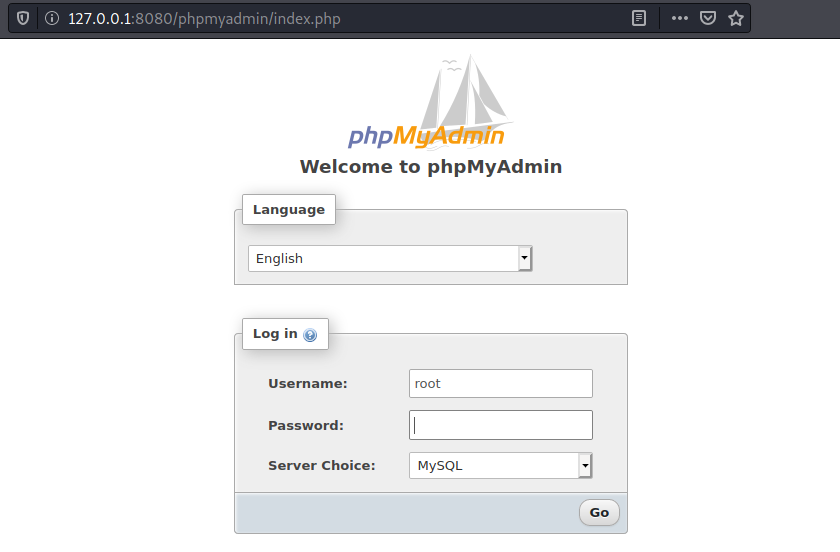 127.0.0.1:8080/phpmyadmin/index.php
phpMyAdmin
Welcome to phpMyAdmin
Language
English
Log in
Username: root
Password:
Server Choice: MySQL
Go